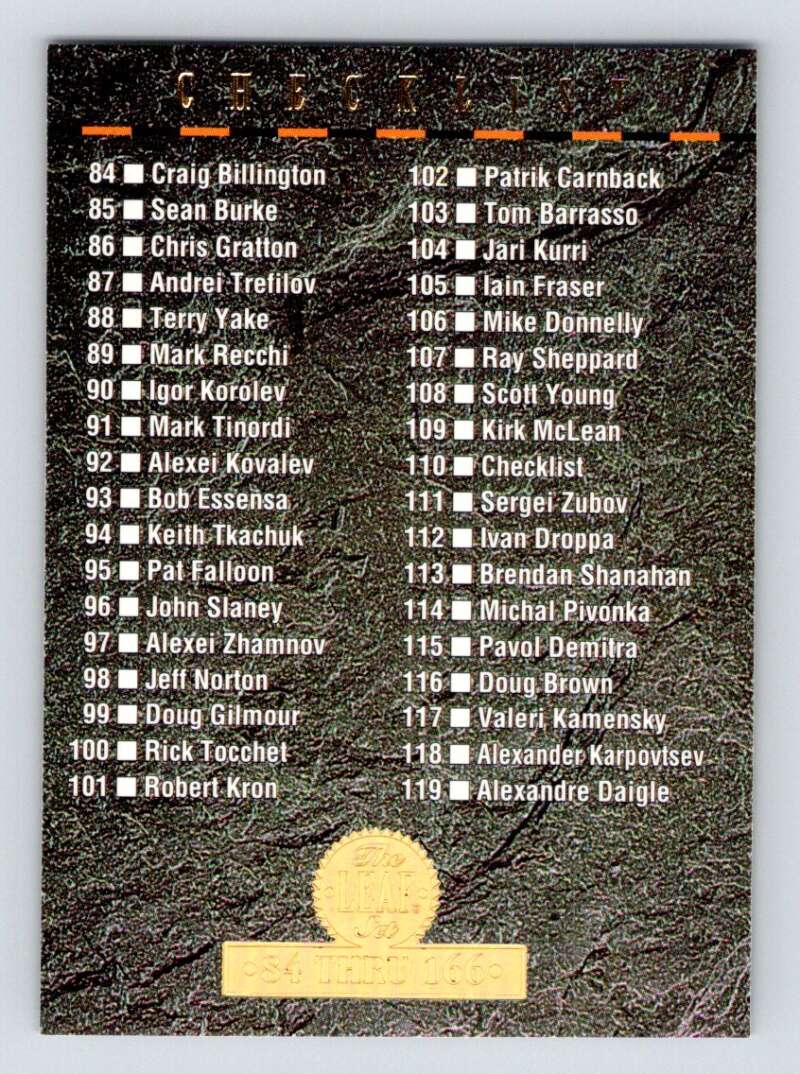 CHECKLIST
84 Craig Billington
85 Sean Burke
86 Chris Gratton
87 Andrei Trefilov
88 Terry Yake
89 Mark Recchi
90 Igor Korolev
91 Mark Tinordi
92 Alexei Kovalev
93 Bob Essensa
94 Keith Tkachuk
95 Pat Falloon
96 John Slaney
97 Alexei Zhamnov
98 Jeff Norton
99 Doug Gilmour
100 Rick Tocchet
101 Robert Kron
102 Patrik Carnback
103 Tom Barrasso
104 Jari Kurri
105 Iain Fraser
106 Mike Donnelly
107 Ray Sheppard
108 Scott Young
109 Kirk McLean
110 Checklist
111 Sergei Zubov
112 Ivan Droppa
113 Brendan Shanahan
114 Michal Pivonka
115 Pavol Demitra
116 Doug Brown
117 Valeri Kamensky
118 Alexander Karpovtsev
119 Alexandre Daigle
The
LEAF
Set
84 THRU 166